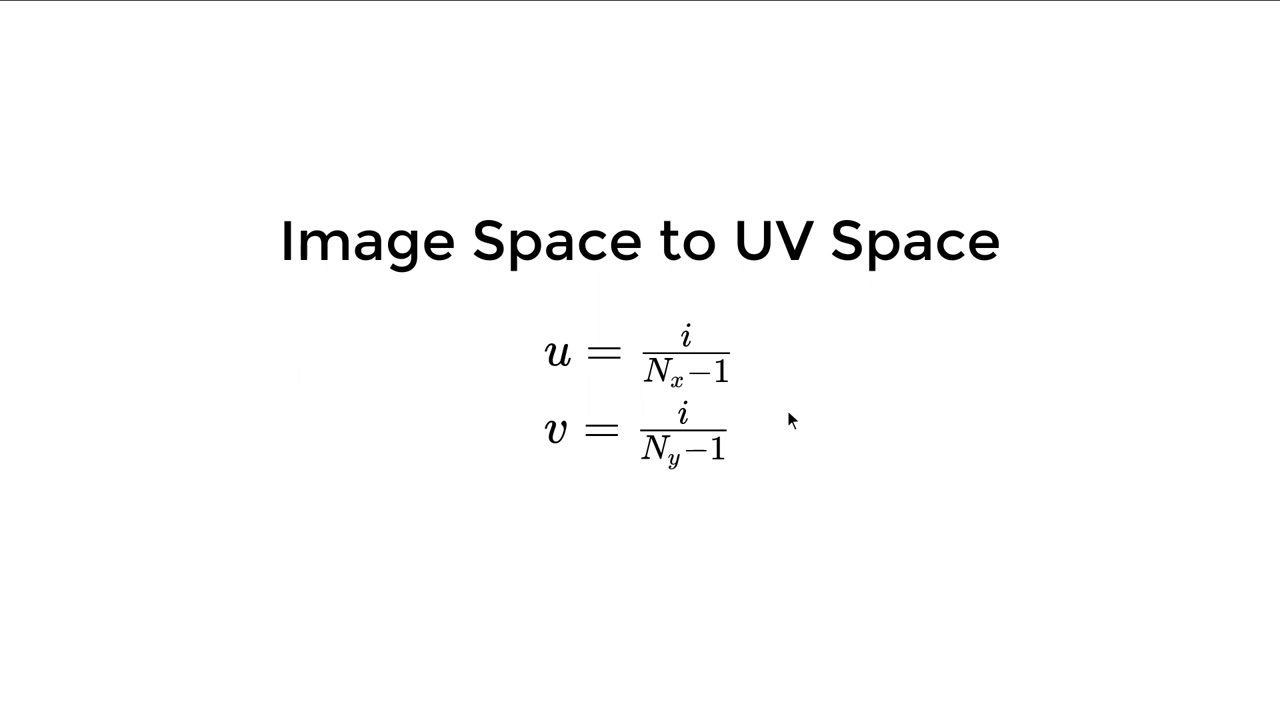 Image Space to UV Space
u = i/(N_x−1)
v = i/(N_y−1)